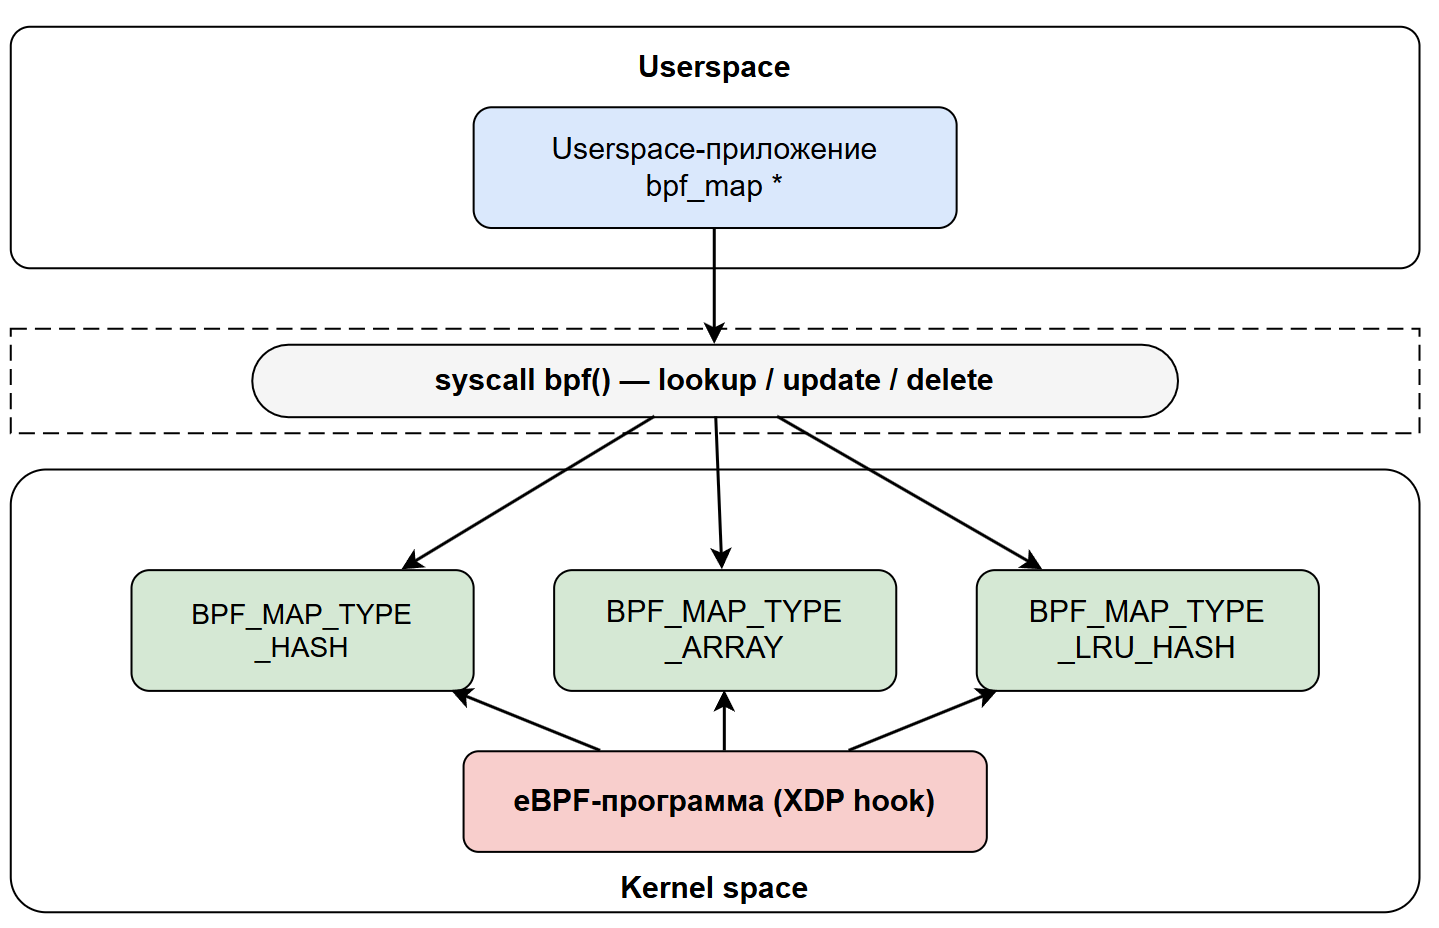 Userspace
Userspace-приложение
bpf_map *
syscall bpf() — lookup / update / delete
BPF_MAP_TYPE
_HASH
BPF_MAP_TYPE
_ARRAY
BPF_MAP_TYPE
_LRU_HASH
eBPF-программа (XDP hook)
Kernel space